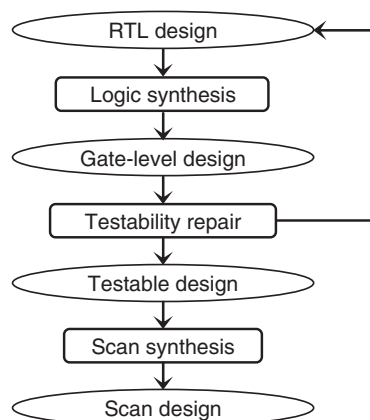 RTL design
Logic synthesis
Gate-level design
Testability repair
Testable design
Scan synthesis
Scan design